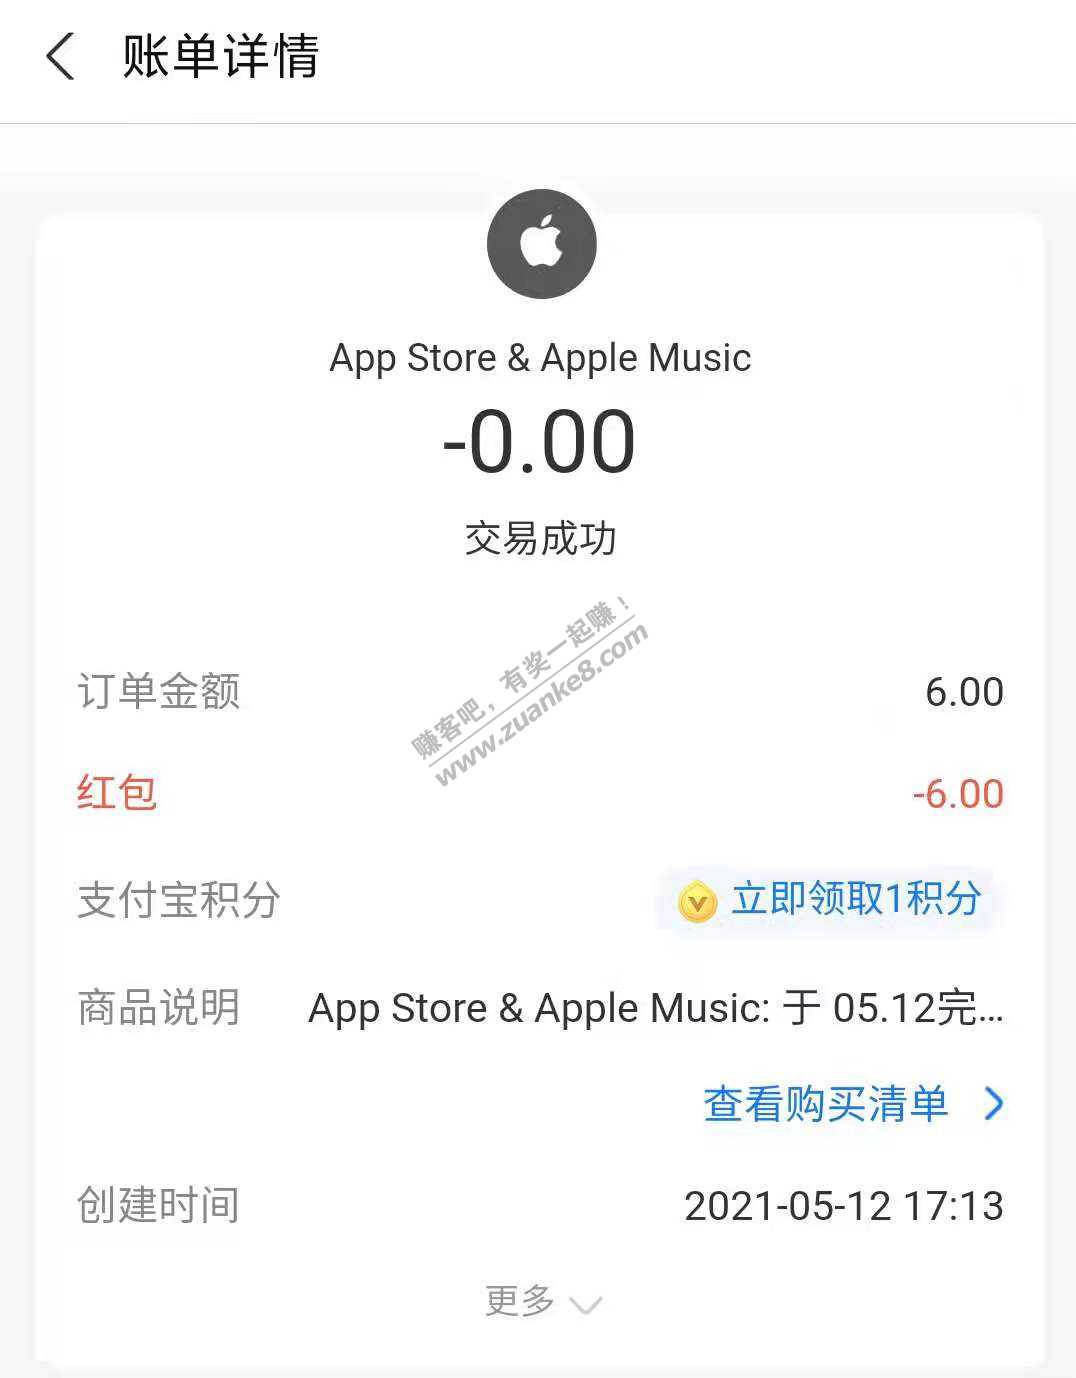 账单详情
App Store & Apple Music
-0.00
交易成功
赚客吧，有奖一起赚！
www.zuanke8.com
订单金额 6.00
红包 -6.00
支付宝积分 立即领取1积分
商品说明 App Store & Apple Music: 于 05.12完...
查看购买清单
创建时间 2021-05-12 17:13
更多